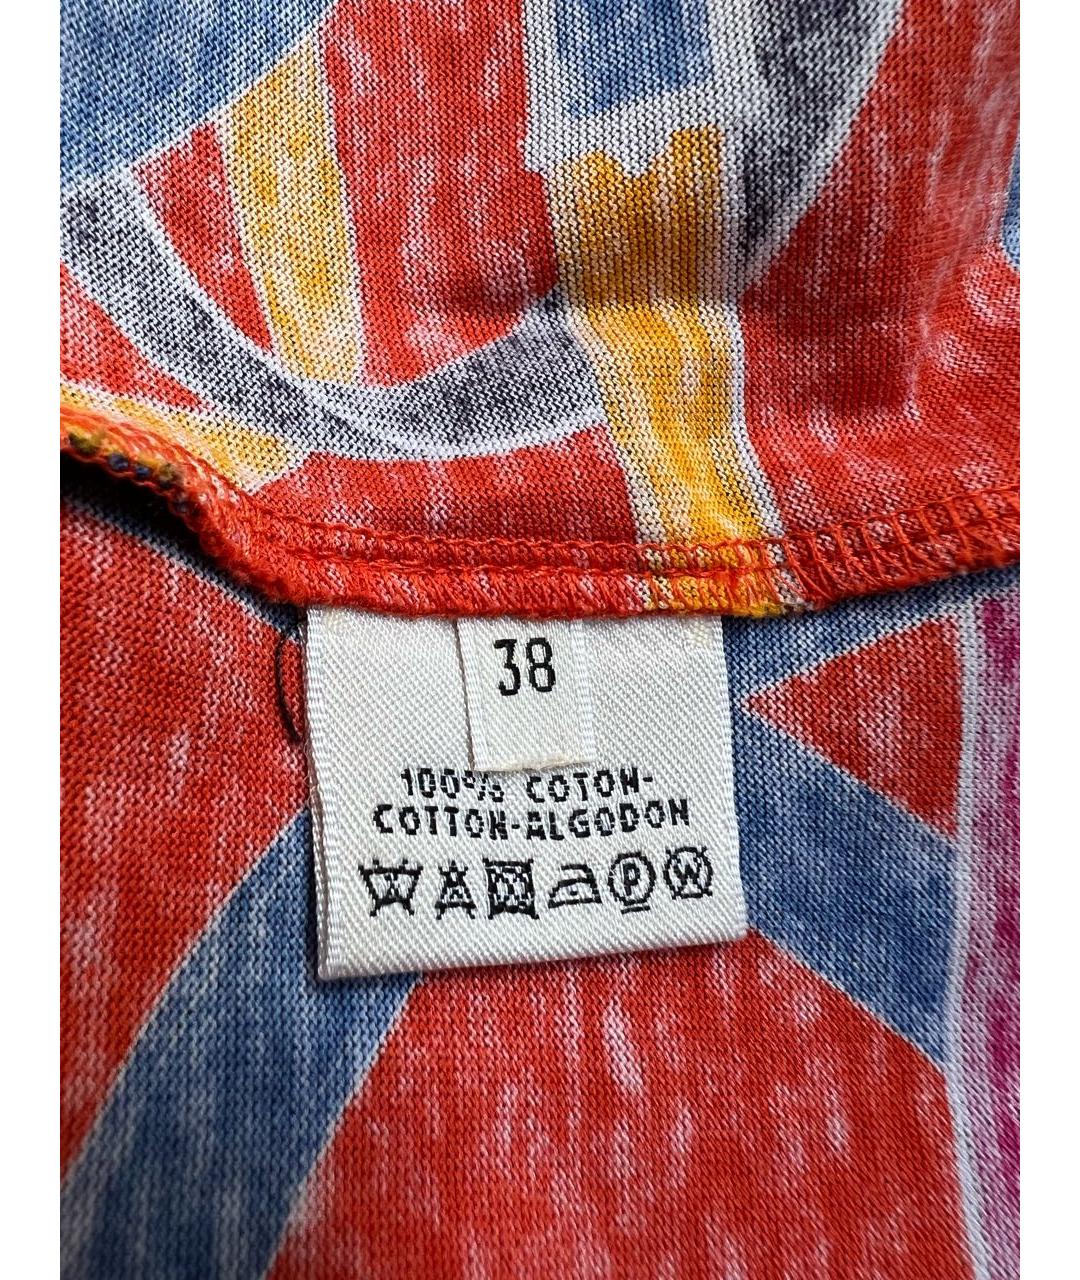 38
100% COTON-
COTTON-ALGODON
P W